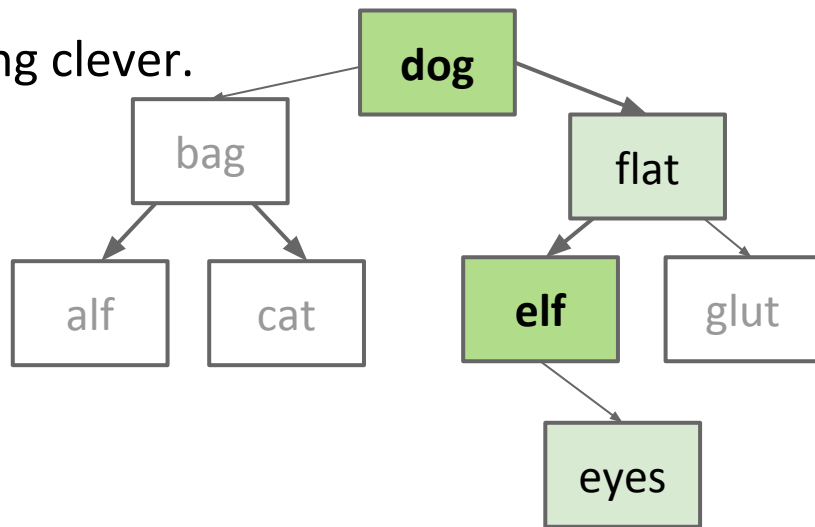 ng clever.
dog
bag
flat
alf
cat
elf
glut
eyes